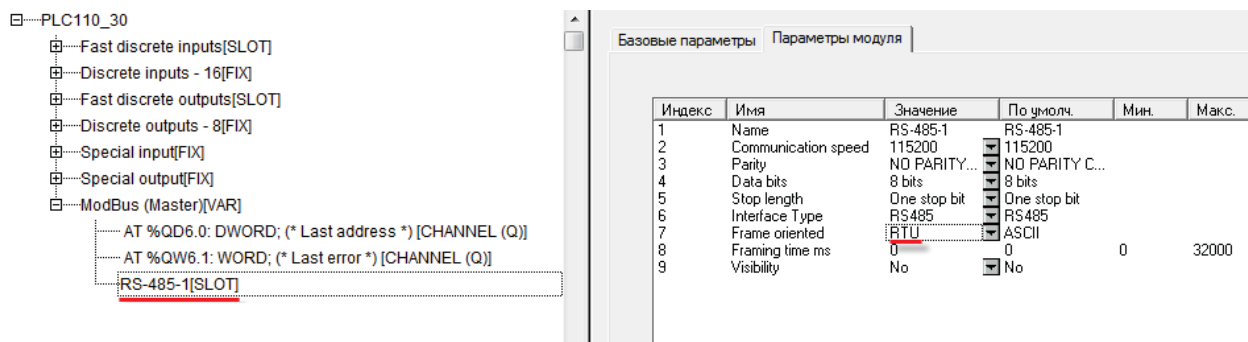 PLC110_30
Fast discrete inputs[SLOT]
Discrete inputs - 16[FIX]
Fast discrete outputs[SLOT]
Discrete outputs - 8[FIX]
Special input[FIX]
Special output[FIX]
ModBus (Master)[VAR]
AT %QD6.0: DWORD; (* Last address *) [CHANNEL (Q)]
AT %QW6.1: WORD; (* Last error *) [CHANNEL (Q)]
RS-485-1[SLOT]
Базовые параметры Параметры модуля
Индекс Имя Значение По умолч. Мин. Макс.
1 Name RS-485-1 RS-485-1
2 Communication speed 115200 115200
3 Parity NO PARITY... NO PARITY C...
4 Data bits 8 bits 8 bits
5 Stop length One stop bit One stop bit
6 Interface Type RS485 RS485
7 Frame oriented RTU ASCII
8 Framing time ms 0 0 0 32000
9 Visibility No No